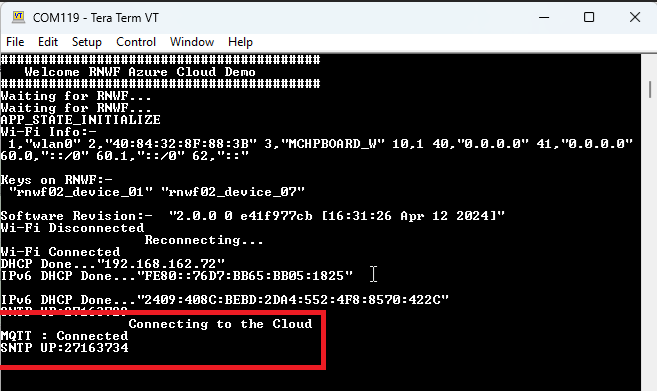 COM119 - Tera Term VT
File Edit Setup Control Window Help
########################################
Welcome RNWF Azure Cloud Demo
########################################
Waiting for RNWF...
Waiting for RNWF...
APP_STATE_INITIALIZE
Wi-Fi Info:-
1,"wlan0" 2,"40:84:32:8F:88:3B" 3,"MCHPBOARD_W" 10,1 40,"0.0.0.0" 41,"0.0.0.0"
60.0,"::/0" 60.1,"::/0" 62,"::"
Keys on RNWF:-
"rnwf02_device_01" "rnwf02_device_07"
Software Revision:- "2.0.0 0 e41f977cb [16:31:26 Apr 12 2024]"
Wi-Fi Disconnected
Reconnecting...
Wi-Fi Connected
DHCP Done..."192.168.162.72"
IPv6 DHCP Done..."FE80::76D7:BB65:BB05:1825"
IPv6 DHCP Done..."2409:408C:BEBD:2DA4:552:4F8:8570:422C"
SNTP UP:
Connecting to the Cloud
MQTT : Connected
SNTP UP:27163734